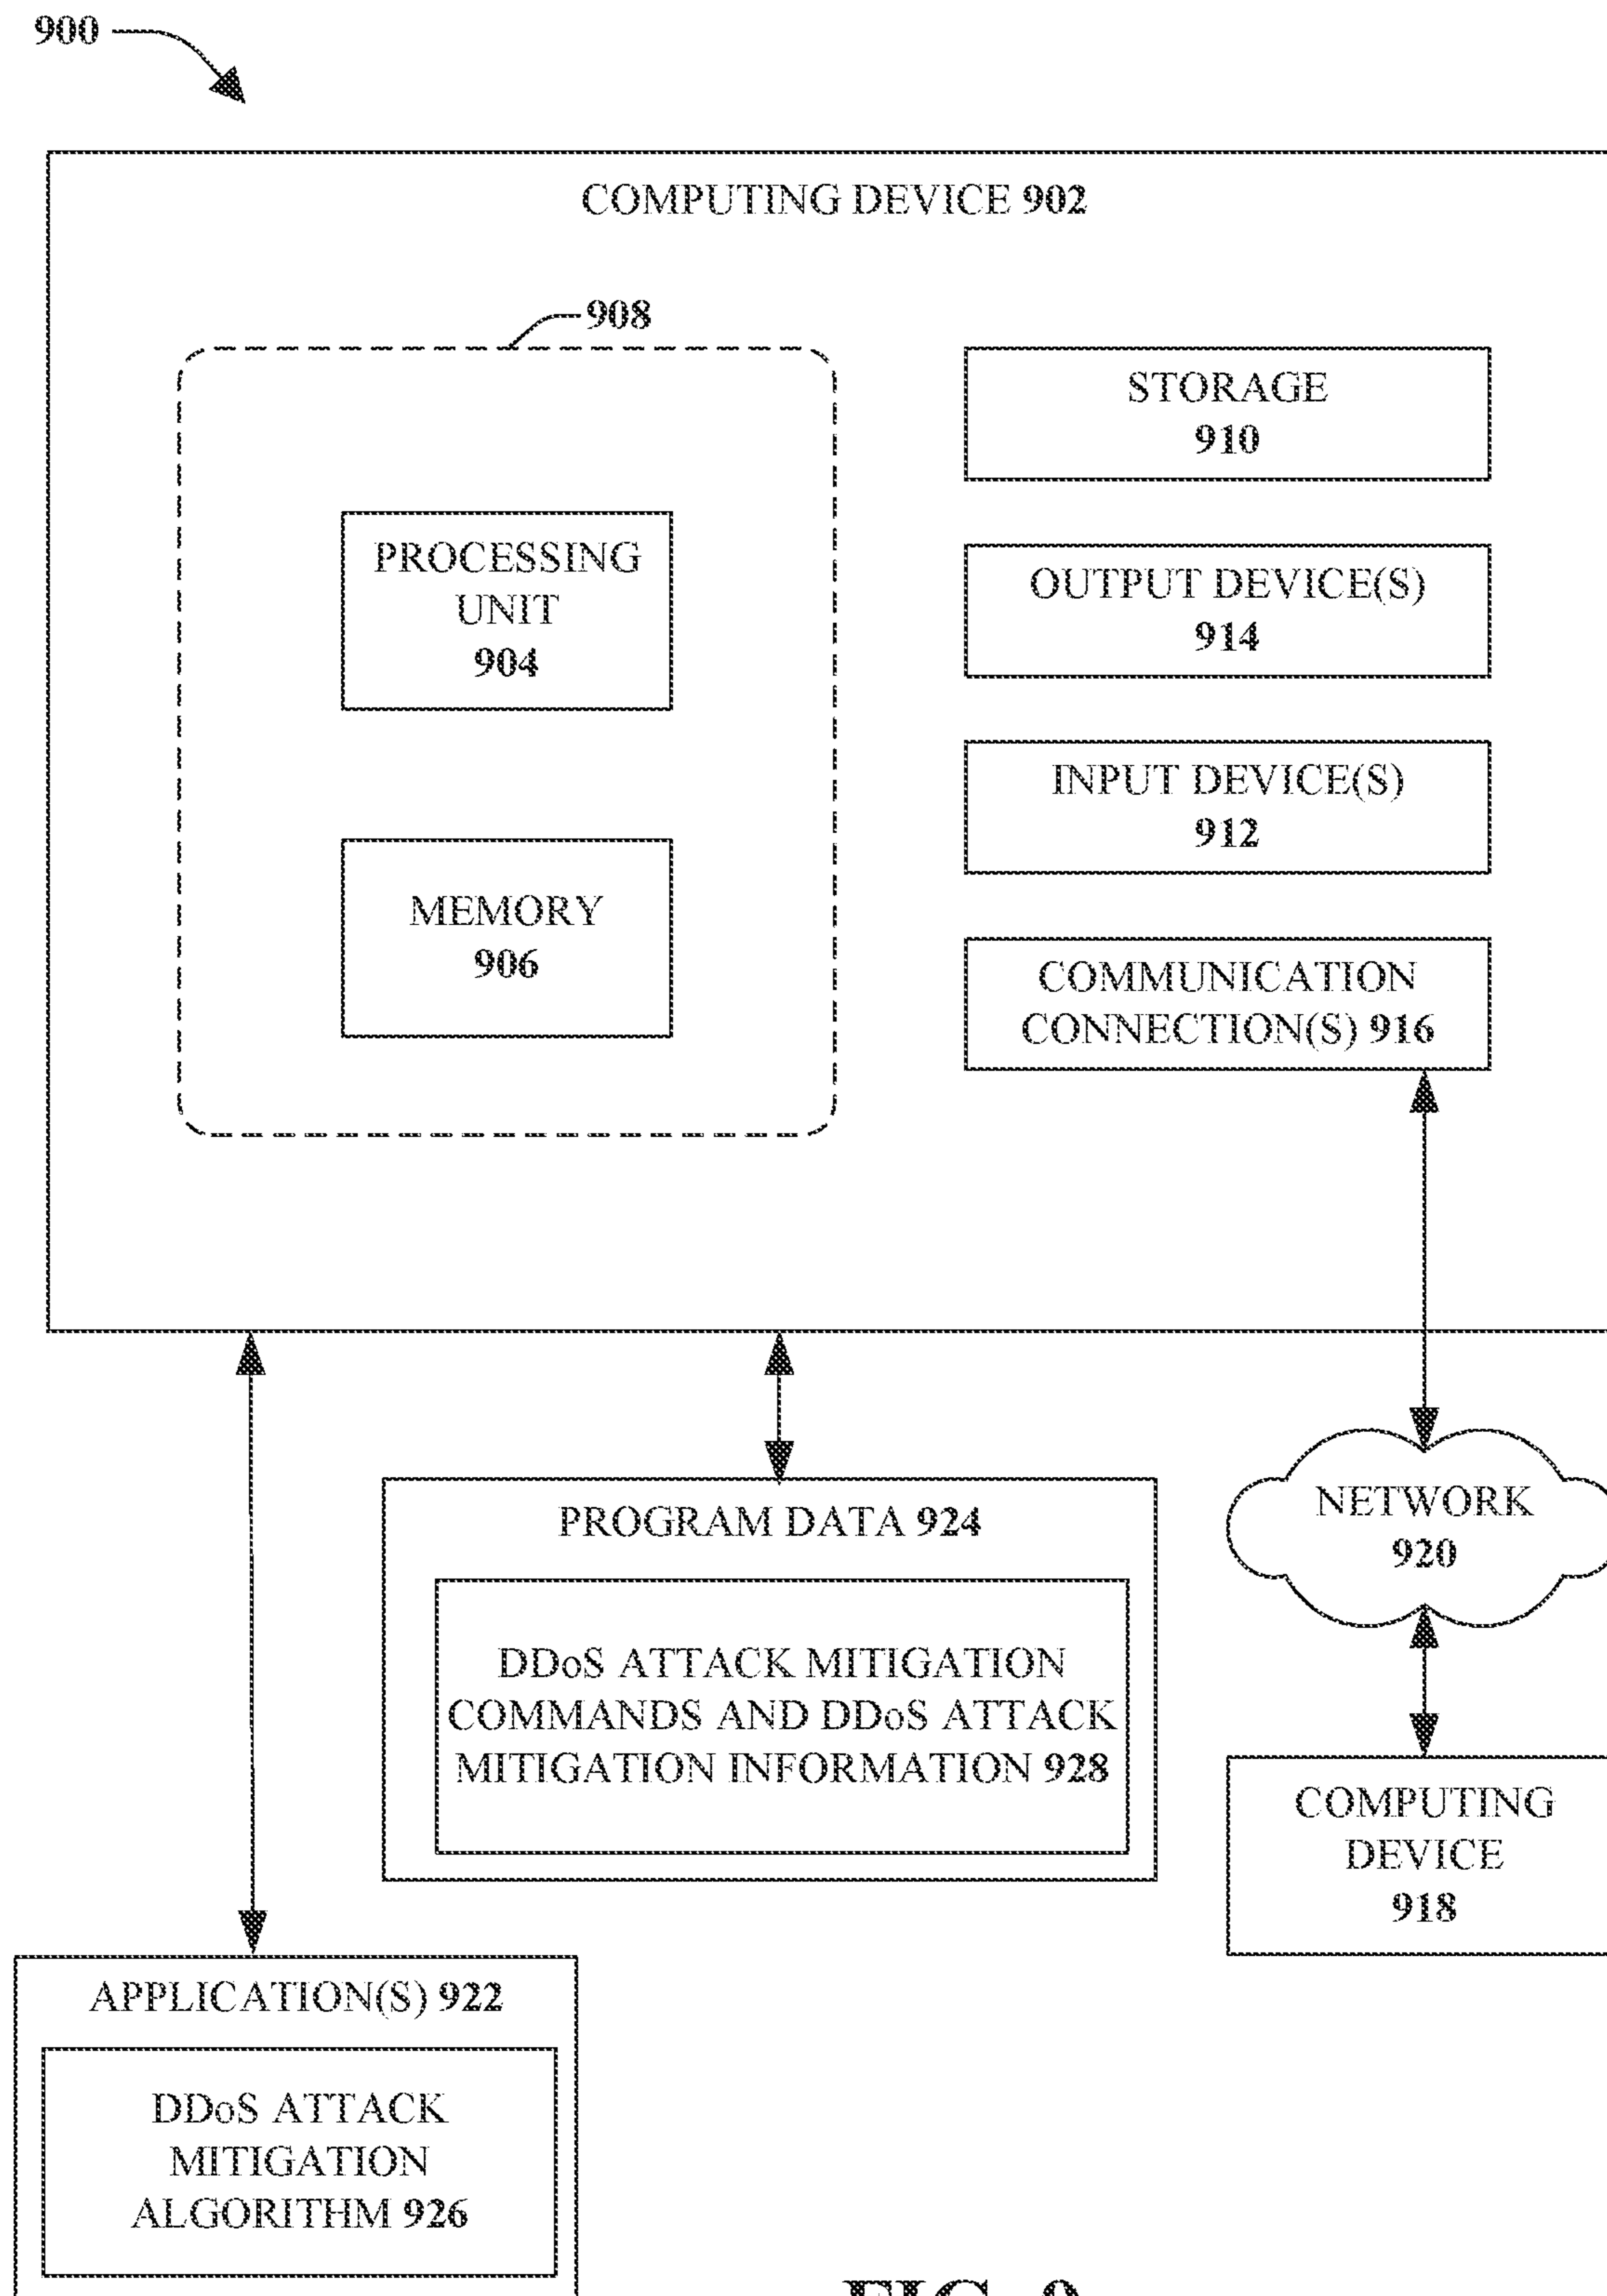 900
COMPUTING DEVICE 902
908
PROCESSING
UNIT
904
MEMORY
906
STORAGE
910
OUTPUT DEVICE(S)
914
INPUT DEVICE(S)
912
COMMUNICATION
CONNECTION(S) 916
PROGRAM DATA 924
DDoS ATTACK MITIGATION
COMMANDS AND DDoS ATTACK
MITIGATION INFORMATION 928
NETWORK
920
COMPUTING
DEVICE
918
APPLICATION(S) 922
DDoS ATTACK
MITIGATION
ALGORITHM 926
FIG. 9